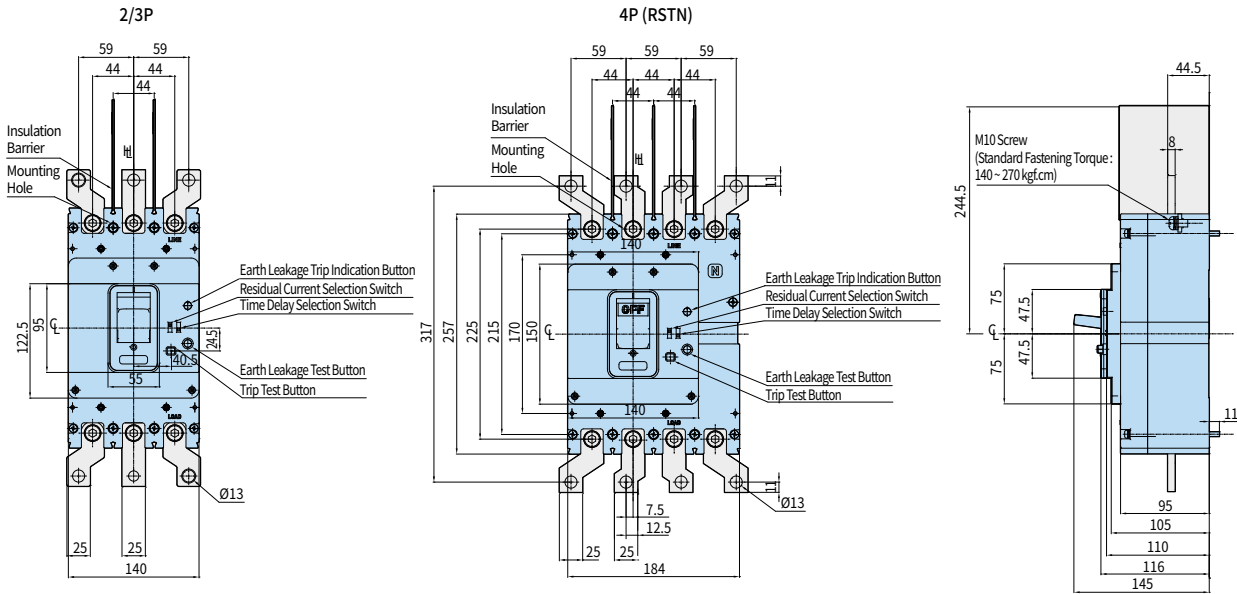 2/3P
59
59
44
44
44
Insulation
Barrier
Mounting
Hole
LINE
122.5
95
Earth Leakage Trip Indication Button
Residual Current Selection Switch
Time Delay Selection Switch
24.5
40.5
55
Earth Leakage Test Button
Trip Test Button
LOAD
Ø13
25
25
140
4P (RSTN)
59
59
59
44
44
44
44
44
Insulation
Barrier
Mounting
Hole
11
LINE
140
N
317
257
225
215
170
150
OFF
Earth Leakage Trip Indication Button
Residual Current Selection Switch
Time Delay Selection Switch
Earth Leakage Test Button
Trip Test Button
140
LOAD
11
Ø13
7.5
12.5
25
25
184
44.5
M10 Screw
(Standard Fastening Torque :
140 ~ 270 kgf.cm)
8
244.5
75
47.5
47.5
75
11
95
105
110
116
145